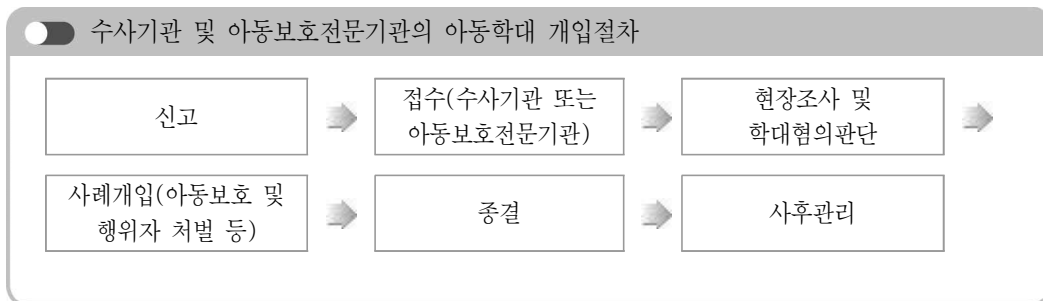 수사기관 및 아동보호전문기관의 아동학대 개입절차
신고
접수(수사기관 또는
아동보호전문기관)
현장조사 및
학대혐의판단
사례개입(아동보호 및
행위자 처벌 등)
종결
사후관리